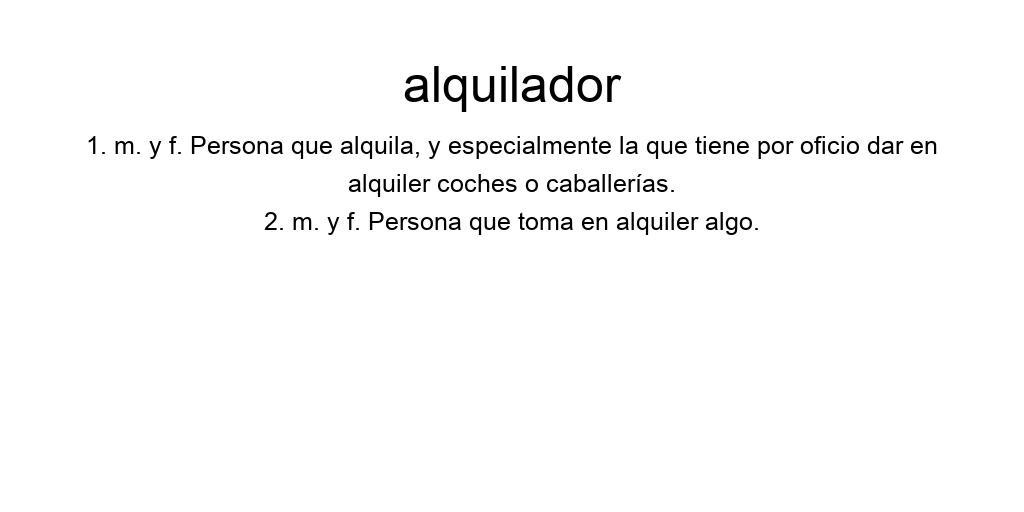 alquilador
1. m. y f. Persona que alquila, y especialmente la que tiene por oficio dar en
alquiler coches o caballerías.
2. m. y f. Persona que toma en alquiler algo.